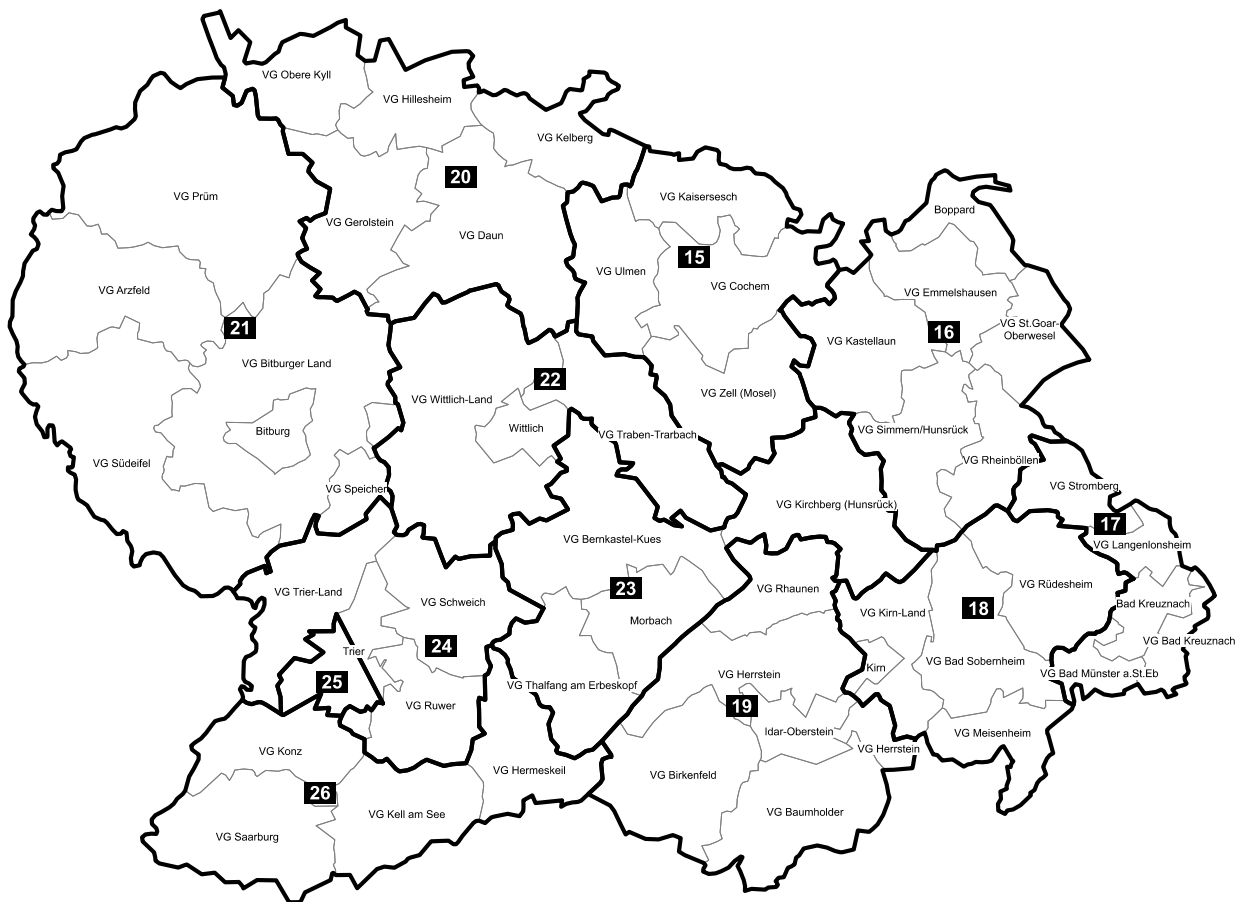 VG Obere Kyll
VG Hillesheim
VG Kelberg
20
VG Prüm
VG Gerolstein
VG Daun
VG Kaisersesch
Boppard
15
VG Ulmen
VG Cochem
VG Arzfeld
VG Emmelshausen
21
16
VG St.Goar-
Oberwesel
VG Kastellaun
VG Bitburger Land
22
VG Wittlich-Land
VG Zell (Mosel)
Bitburg
Wittlich
VG Traben-Trarbach
VG Simmern/Hunsrück
VG Südeifel
VG Rheinböllen
VG Speicher
VG Stromberg
VG Kirchberg (Hunsrück)
17
VG Bernkastel-Kues
VG Langenlonsheim
VG Trier-Land
VG Schweich
23
VG Rhaunen
VG Rüdesheim
VG Kirn-Land
18
Bad Kreuznach
Morbach
24
VG Bad Kreuznach
Trier
VG Bad Sobernheim
Kirn
VG Bad Münster a.St.Eb
25
VG Thalfang am Erbeskopf
VG Herrstein
VG Ruwer
19
Idar-Oberstein
VG Meisenheim
VG Konz
VG Herrstein
VG Hermeskeil
VG Birkenfeld
26
VG Kell am See
VG Baumholder
VG Saarburg